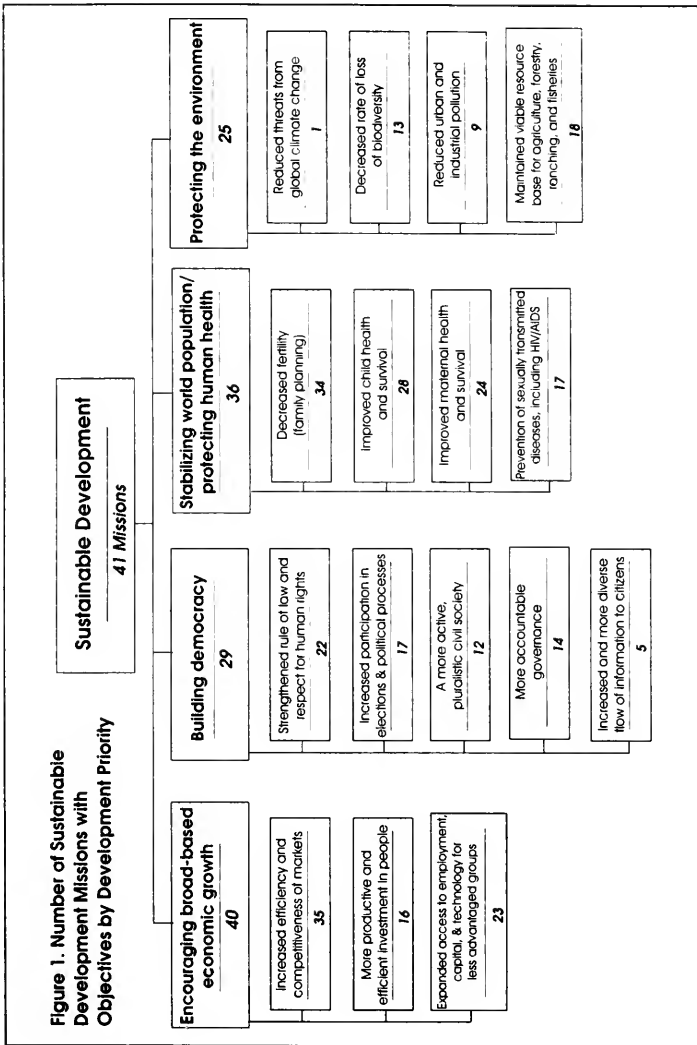 Figure 1. Number of Sustainable
Development Missions with
Objectives by Development Priority
Sustainable Development
41 Missions
Encouraging broad-based
economic growth
40
Increased efficiency and
competitiveness of markets
35
More productive and
efficient investment in people
16
Expanded access to employment,
capital, & technology for
less advantaged groups
23
Building democracy
29
Strengthened rule of law and
respect for human rights
22
Increased participation in
elections & political processes
17
A more active,
pluralistic civil society
12
More accountable
governance
14
Increased and more diverse
flow of information to citizens
5
Stabilizing world population/
protecting human health
36
Decreased fertility
(family planning)
34
Improved child health
and survival
28
Improved maternal health
and survival
24
Prevention of sexually transmitted
diseases, including HIV/AIDS
17
Protecting the environment
25
Reduced threats from
global climate change
1
Decreased rate of loss
of biodiversity
13
Reduced urban and
industrial pollution
9
Maintained viable resource
base for agriculture, forestry,
ranching, and fisheries
18